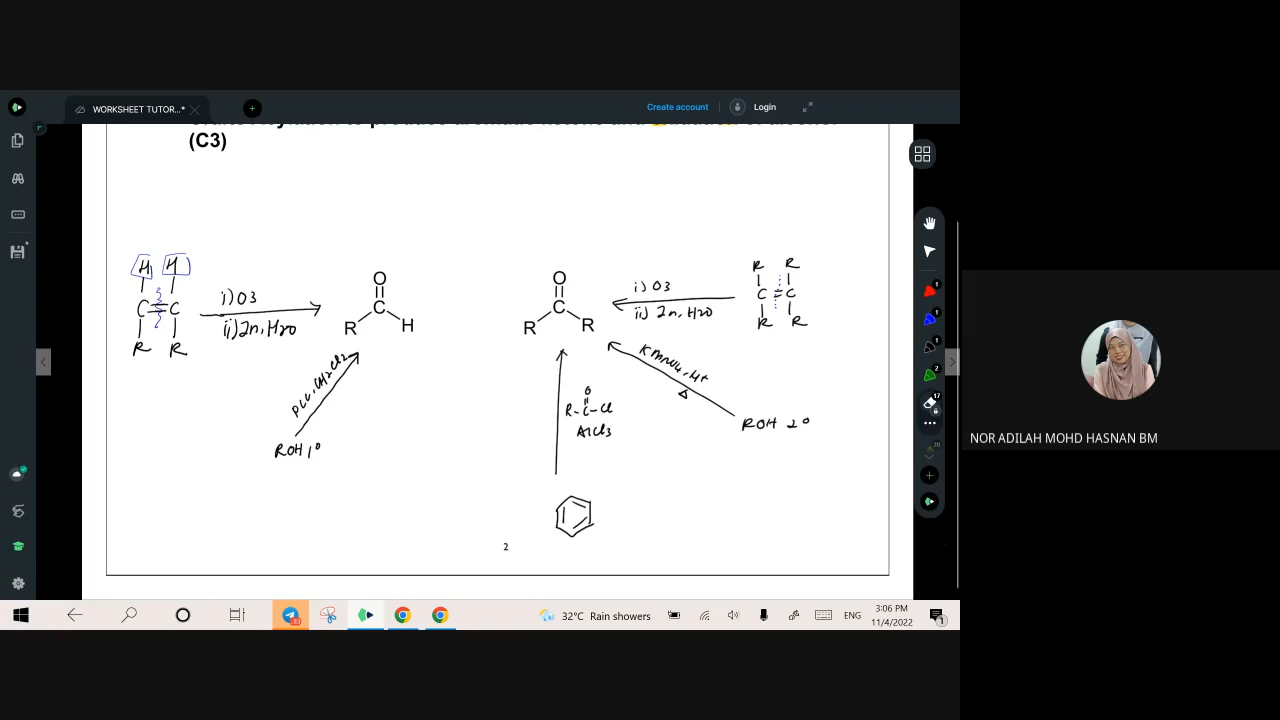 WORKSHEET TUTOR...*
Create account
Login
(C3)
H H
C=C
R R
i) O3
ii) Zn, H2O
O
C
R
H
PCC, CH2Cl2
ROH 1°
O
C
R
R
i) O3
ii) Zn, H2O
R R
C=C
R R
KMnO4, H+
Δ
ROH 2°
O
R-C-Cl
AlCl3
2
NOR ADILAH MOHD HASNAN BM
32°C Rain showers
ENG
3:06 PM
11/4/2022